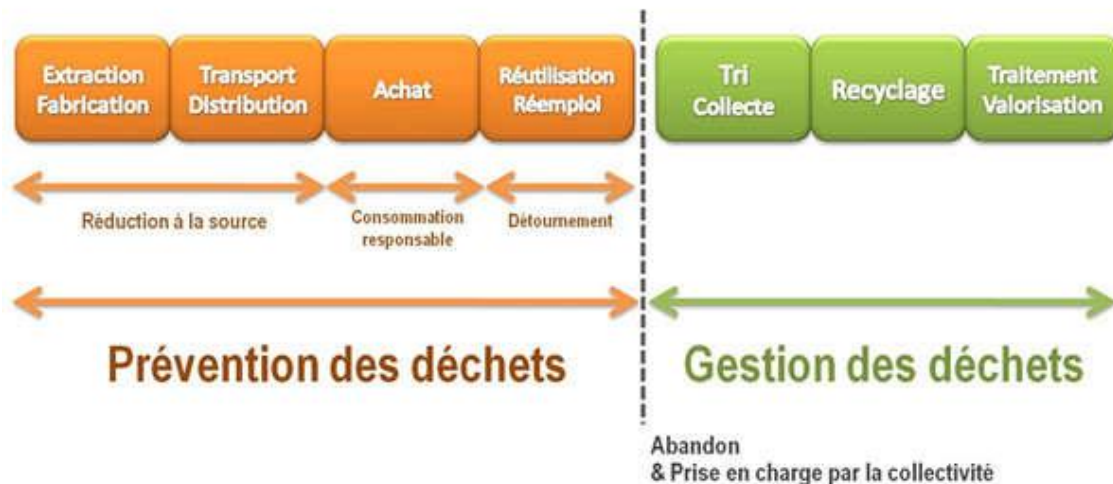 Extraction
Fabrication
Transport
Distribution
Achat
Réutilisation
Réemploi
Tri
Collecte
Recyclage
Traitement
Valorisation
Réduction à la source
Consommation
responsable
Détournement
Prévention des déchets
Gestion des déchets
Abandon
& Prise en charge par la collectivité